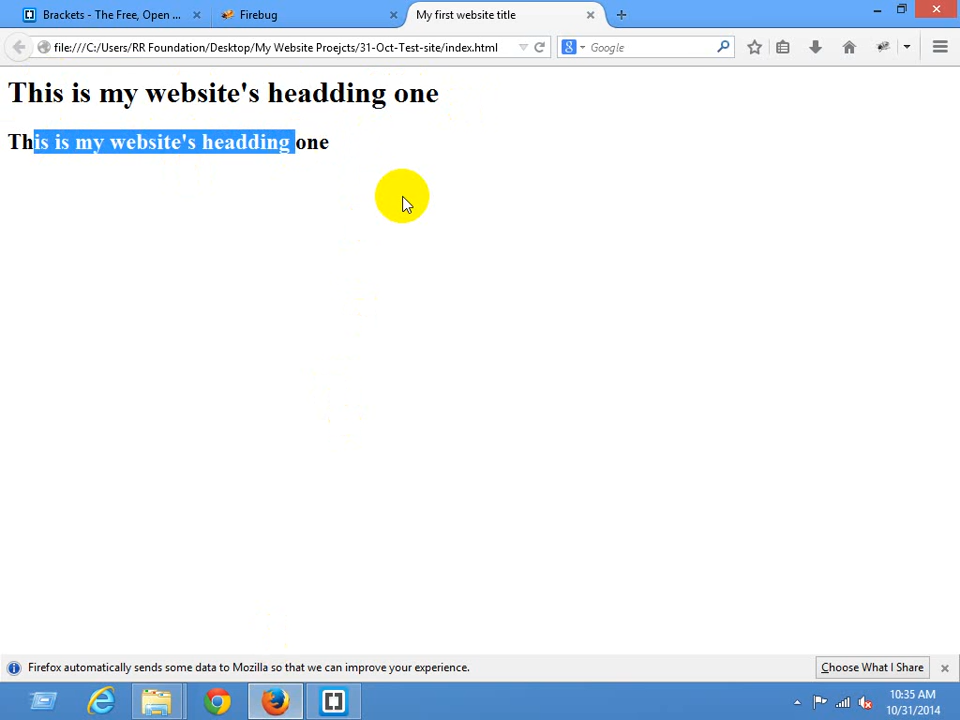 Brackets - The Free, Open ...
Firebug
My first website title
file:///C:/Users/RR Foundation/Desktop/My Website Proejcts/31-Oct-Test-site/index.html
Google
This is my website's headding one
This is my website's headding one
Firefox automatically sends some data to Mozilla so that we can improve your experience.
Choose What I Share
10:35 AM
10/31/2014